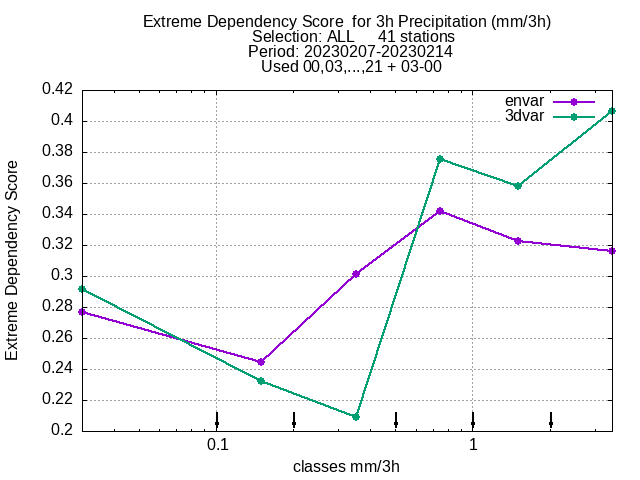 Extreme Dependency Score  for 3h Precipitation (mm/3h)
Selection: ALL     41 stations
Period: 20230207-20230214
Used 00,03,...,21 + 03-00
envar
3dvar
0.42
0.4
0.38
0.36
0.34
0.32
0.3
0.28
0.26
0.24
0.22
0.2
Extreme Dependency Score
0.1 1
classes mm/3h